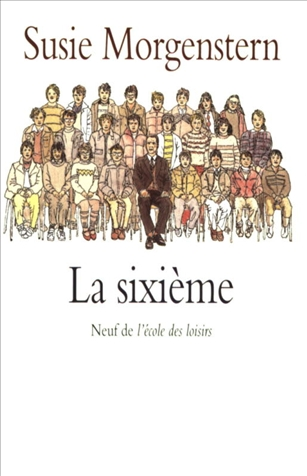 Susie Morgenstern
La sixième
Neuf de l'école des loisirs